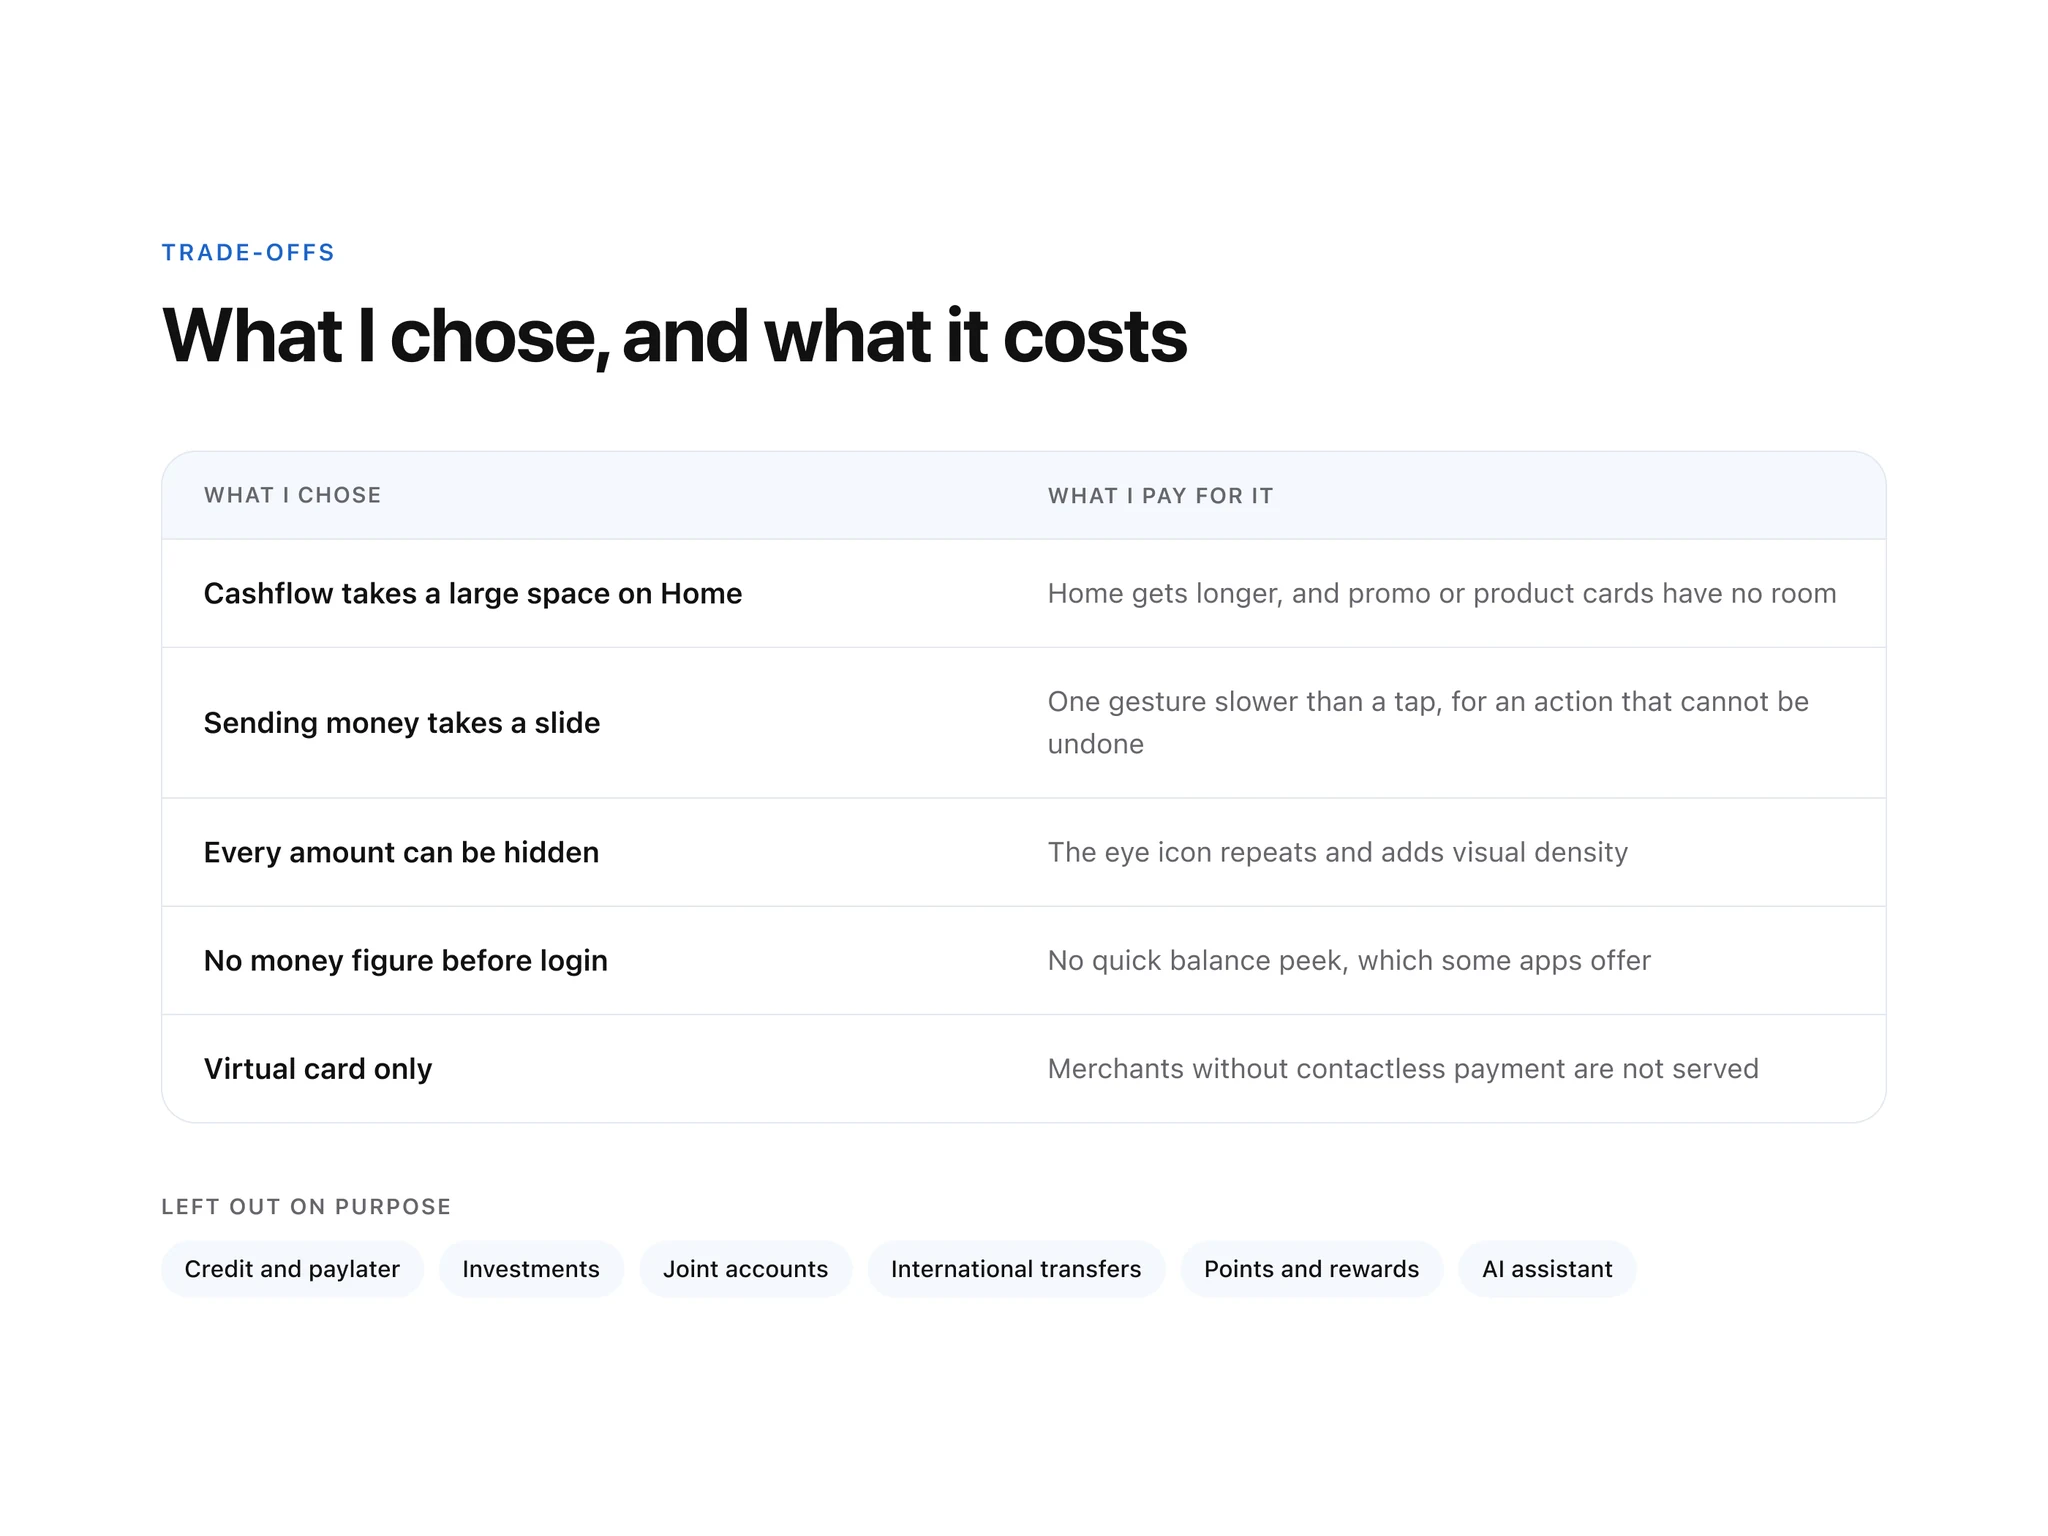 TRADE-OFFS
What I chose, and what it costs
WHAT I CHOSE
WHAT I PAY FOR IT
Cashflow takes a large space on Home
Home gets longer, and promo or product cards have no room
Sending money takes a slide
One gesture slower than a tap, for an action that cannot be
undone
Every amount can be hidden
The eye icon repeats and adds visual density
No money figure before login
No quick balance peek, which some apps offer
Virtual card only
Merchants without contactless payment are not served
LEFT OUT ON PURPOSE
Credit and paylater
Investments
Joint accounts
International transfers
Points and rewards
AI assistant